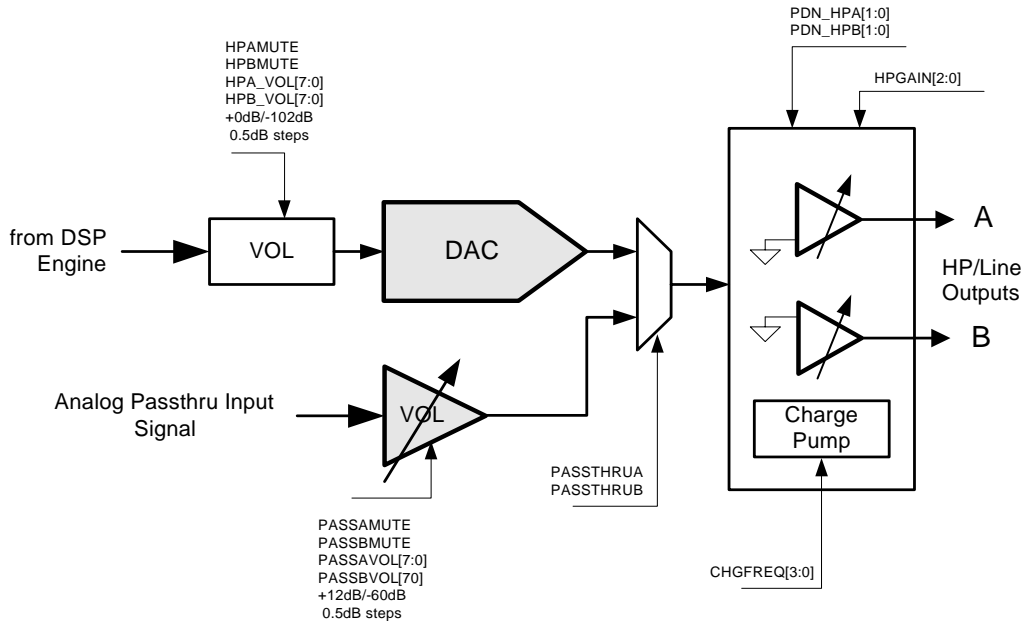 PDN_HPA[1:0]
PDN_HPB[1:0]
HPGAIN[2:0]
HPAMUTE
HPBMUTE
HPA_VOL[7:0]
HPB_VOL[7:0]
+0dB/-102dB
0.5dB steps
from DSP
Engine
VOL
DAC
A
HP/Line
Outputs
B
Analog Passthru Input
Signal
VOL
Charge
Pump
PASSTHRUA
PASSTHRUB
PASSAMUTE
PASSBMUTE
PASSAVOL[7:0]
PASSBVOL[70]
+12dB/-60dB
0.5dB steps
CHGFREQ[3:0]